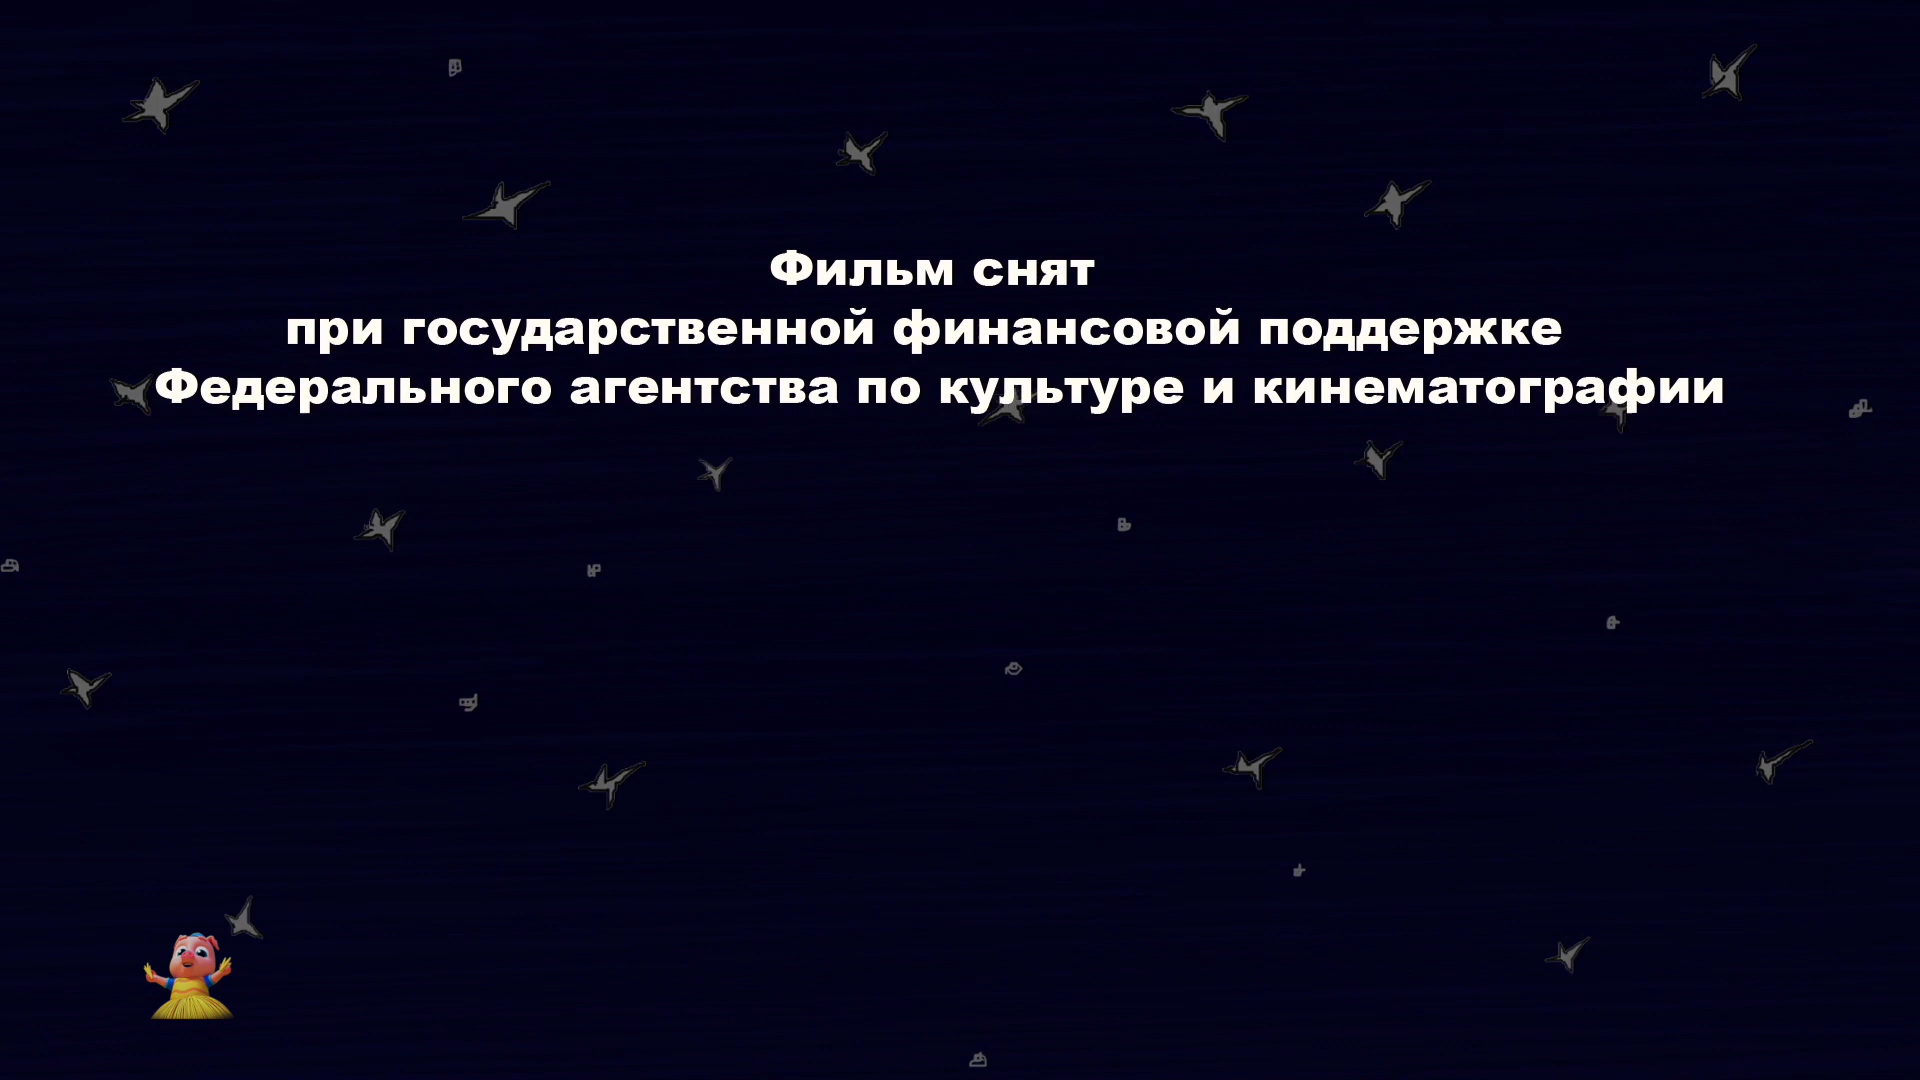 Фильм снят
при государственной финансовой поддержке
Федерального агентства по культуре и кинематографии